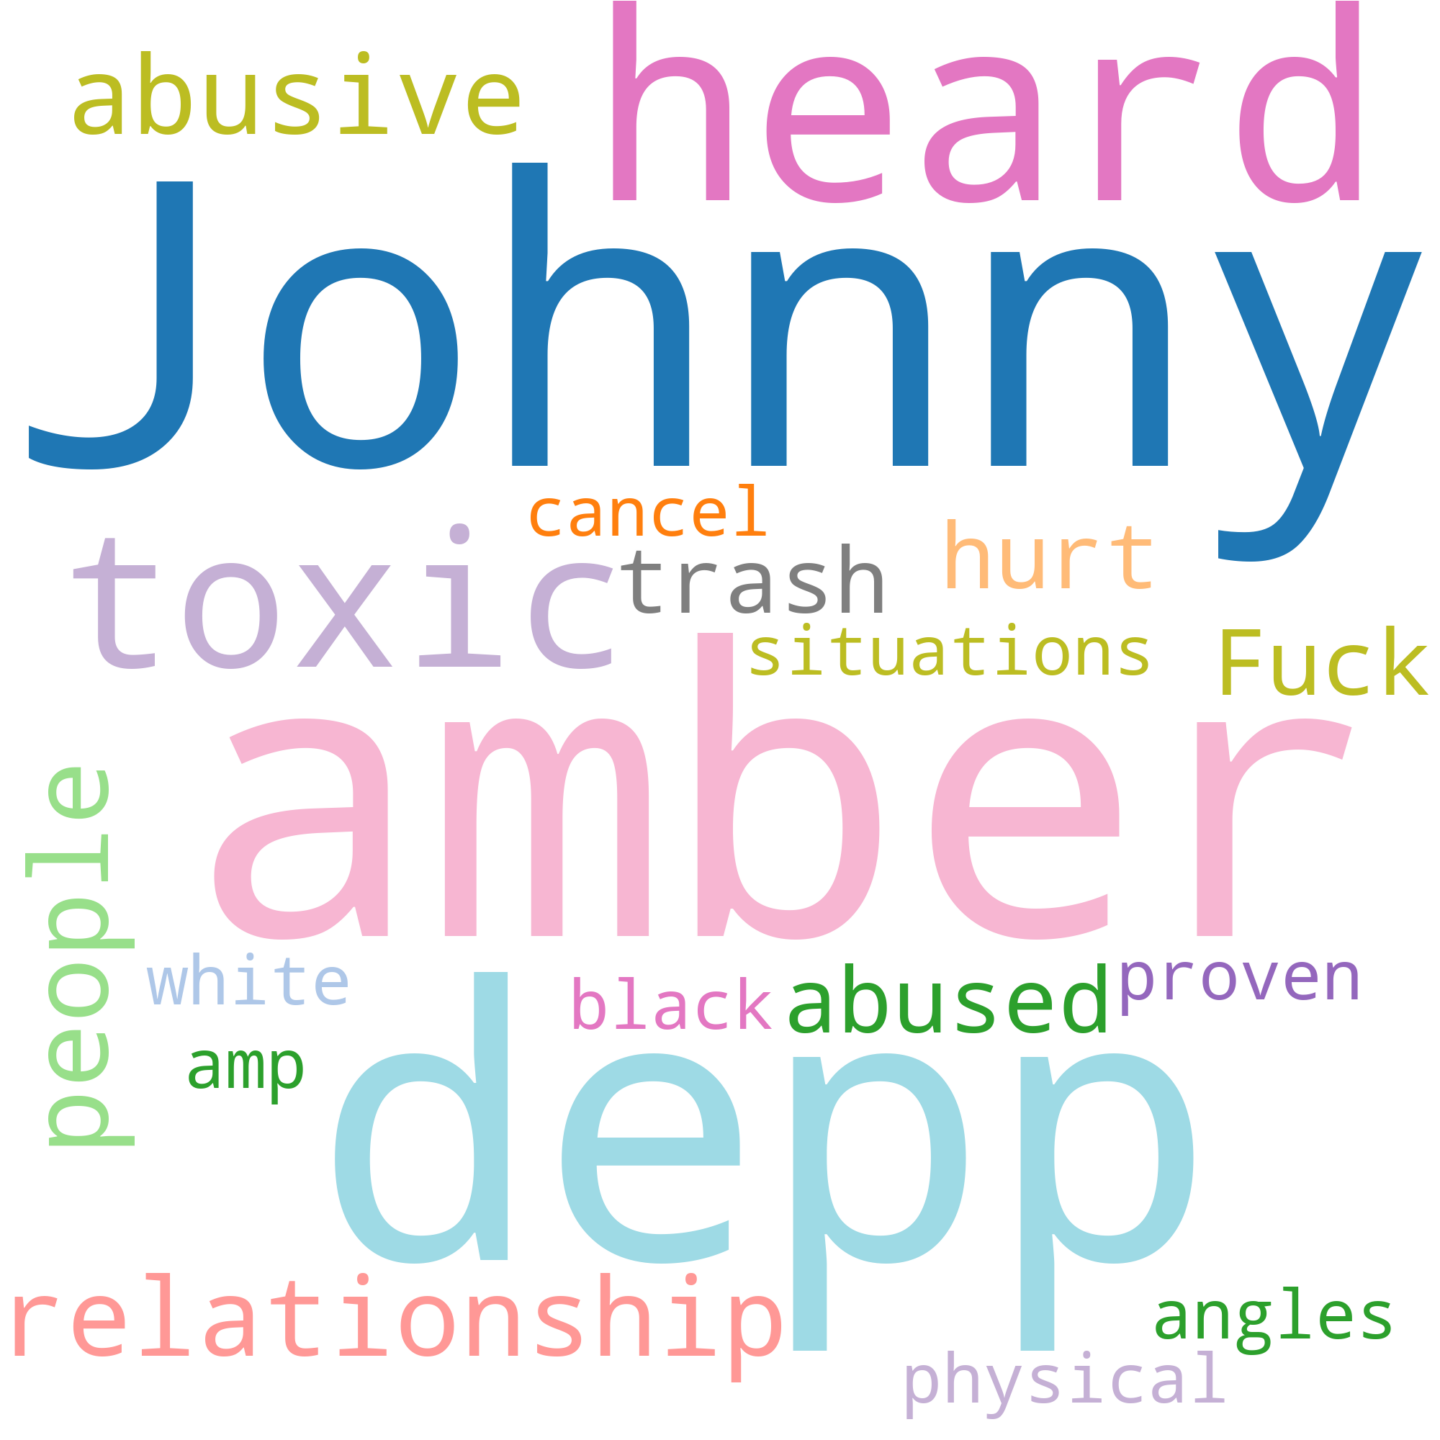 abusive
heard
Johnny
cancel
toxic
trash
hurt
situations
Fuck
amber
people
white
black
abused
proven
amp
depp
relationship
angles
physical